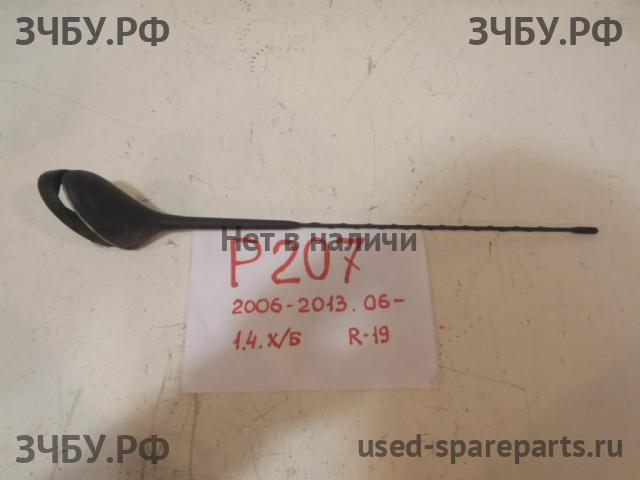 ЗЧБУ.РФ ЗЧБУ.РФ
Нет в наличи
P207
2006-2013.06-
1.4.х/Б R-19
ЗЧБУ.РФ used-spareparts.ru